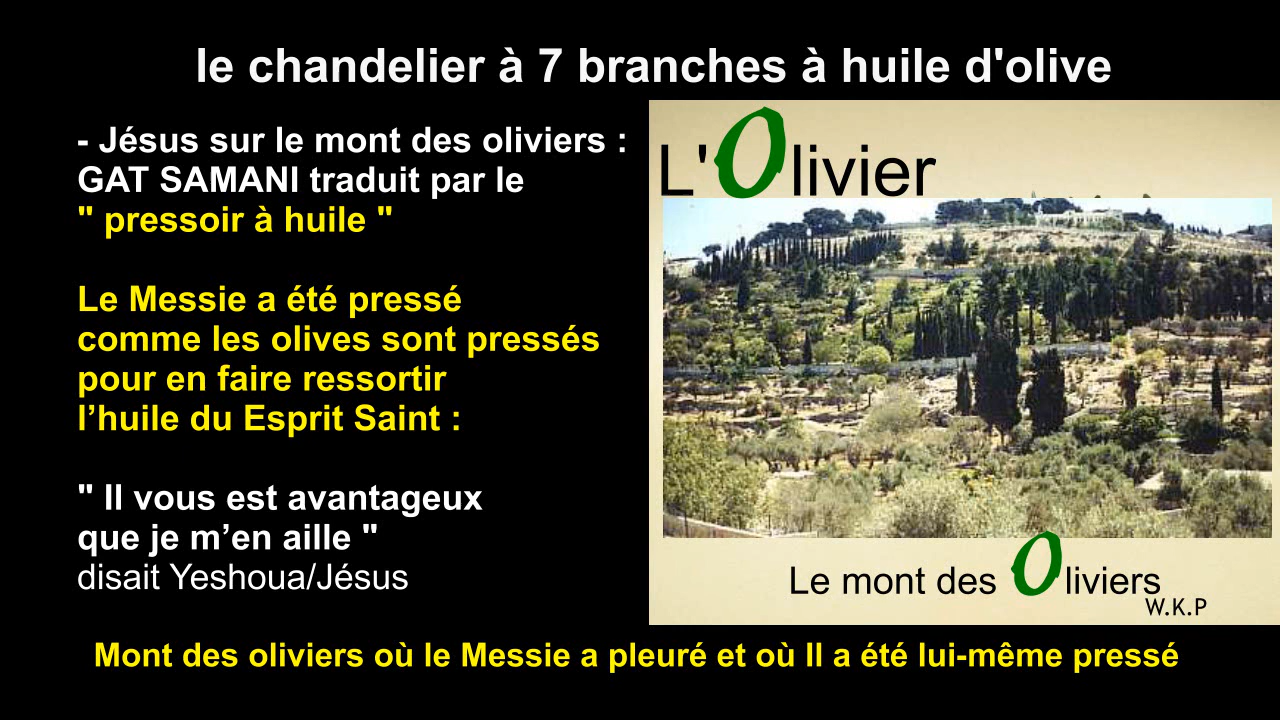 le chandelier à 7 branches à huile d'olive
- Jésus sur le mont des oliviers :
GAT SAMANI traduit par le
" pressoir à huile "
Le Messie a été pressé
comme les olives sont pressés
pour en faire ressortir
l’huile du Esprit Saint :
" Il vous est avantageux
que je m’en aille "
disait Yeshoua/Jésus
L'Olivier
Le mont des Oliviers
W.K.P
Mont des oliviers où le Messie a pleuré et où Il a été lui-même pressé